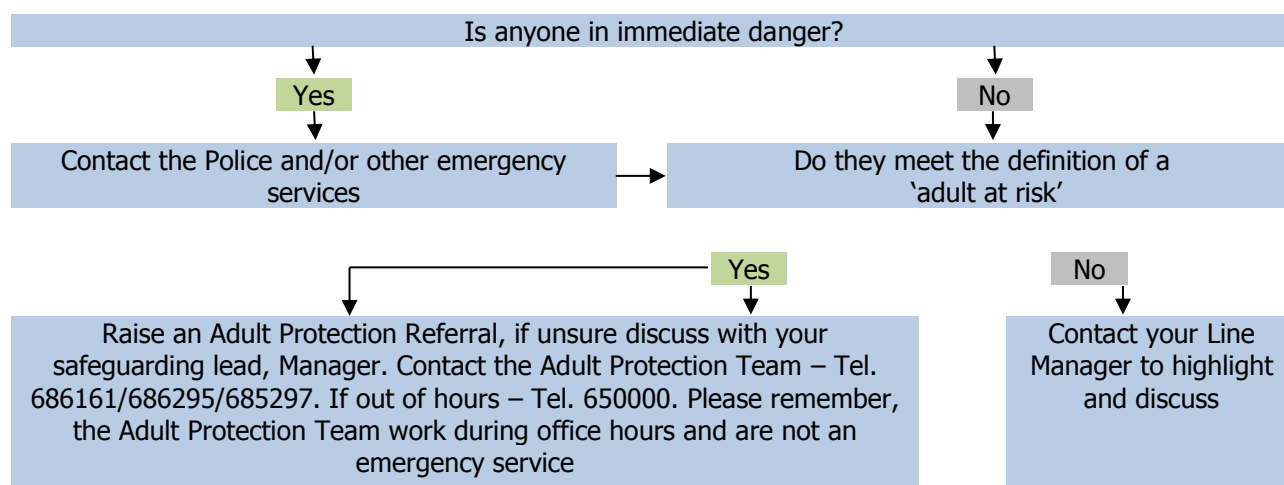 Is anyone in immediate danger?
Yes
No
Contact the Police and/or other emergency
services
Do they meet the definition of a
‘adult at risk’
Yes
No
Raise an Adult Protection Referral, if unsure discuss with your
safeguarding lead, Manager. Contact the Adult Protection Team – Tel.
686161/686295/685297. If out of hours – Tel. 650000. Please remember,
the Adult Protection Team work during office hours and are not an
emergency service
Contact your Line
Manager to highlight
and discuss